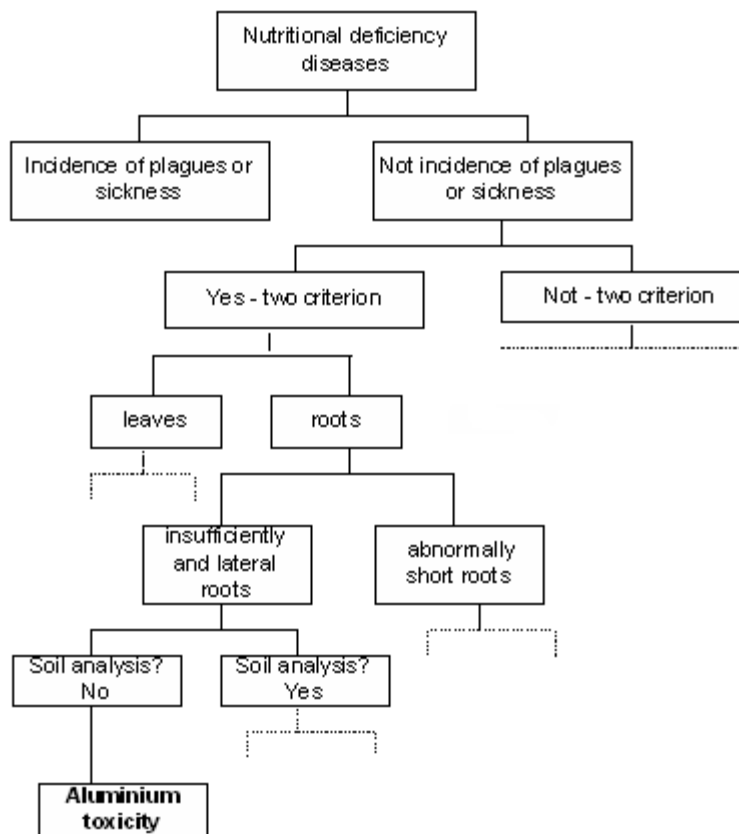 Nutritional deficiency
diseases
Incidence of plagues or
sickness
Not incidence of plagues
or sickness
Yes - two criterion
Not - two criterion
leaves
roots
insufficiently
and lateral
roots
abnormally
short roots
Soil analysis?
No
Soil analysis?
Yes
Aluminium
toxicity